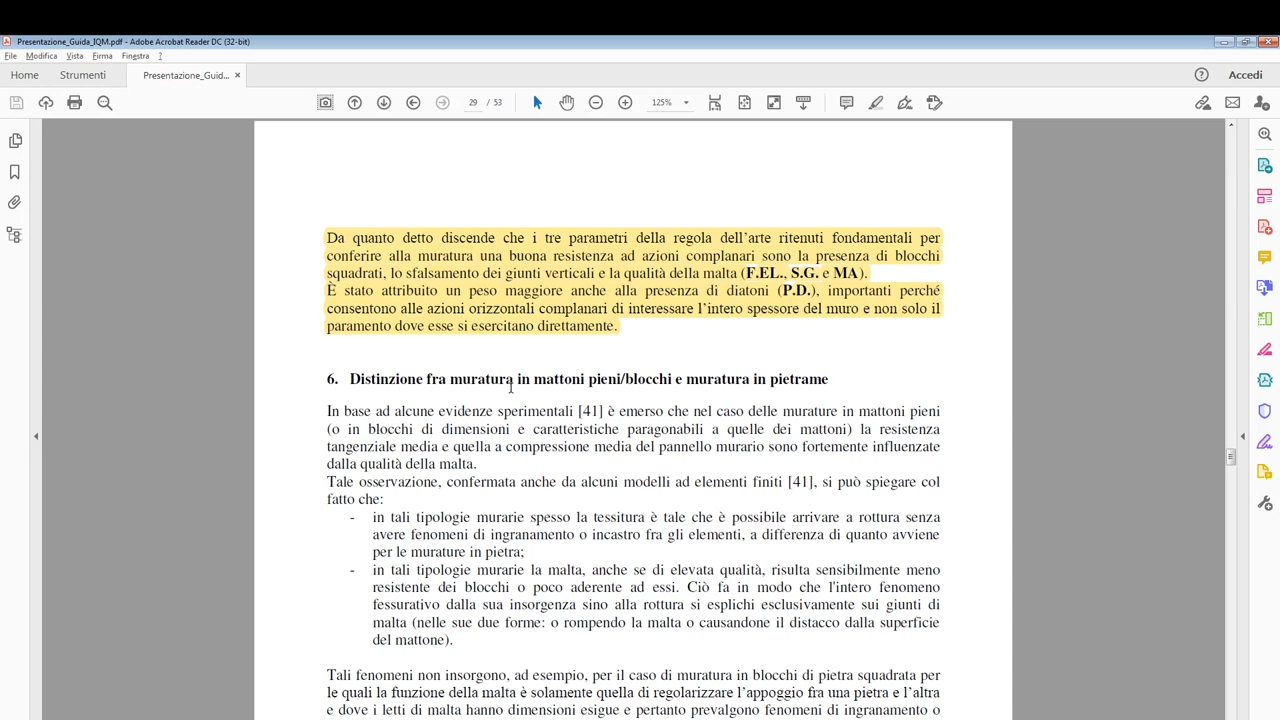 Presentazione_Guida_IQM.pdf - Adobe Acrobat Reader DC (32-bit)
File Modifica Vista Firma Finestra ?
Home Strumenti Presentazione_Guid... × Accedi
29 / 53 125%
Da quanto detto discende che i tre parametri della regola dell'arte ritenuti fondamentali per
conferire alla muratura una buona resistenza ad azioni complanari sono la presenza di blocchi
squadrati, lo sfalsamento dei giunti verticali e la qualità della malta (F.EL., S.G. e MA).
È stato attribuito un peso maggiore anche alla presenza di diatoni (P.D.), importanti perché
consentono alle azioni orizzontali complanari di interessare l'intero spessore del muro e non solo il
paramento dove esse si esercitano direttamente.
6. Distinzione fra muratura in mattoni pieni/blocchi e muratura in pietrame
In base ad alcune evidenze sperimentali [41] è emerso che nel caso delle murature in mattoni pieni
(o in blocchi di dimensioni e caratteristiche paragonabili a quelle dei mattoni) la resistenza
tangenziale media e quella a compressione media del pannello murario sono fortemente influenzate
dalla qualità della malta.
Tale osservazione, confermata anche da alcuni modelli ad elementi finiti [41], si può spiegare col
fatto che:
- in tali tipologie murarie spesso la tessitura è tale che è possibile arrivare a rottura senza
avere fenomeni di ingranamento o incastro fra gli elementi, a differenza di quanto avviene
per le murature in pietra;
- in tali tipologie murarie la malta, anche se di elevata qualità, risulta sensibilmente meno
resistente dei blocchi o poco aderente ad essi. Ciò fa in modo che l'intero fenomeno
fessurativo dalla sua insorgenza sino alla rottura si esplichi esclusivamente sui giunti di
malta (nelle sue due forme: o rompendo la malta o causandone il distacco dalla superficie
del mattone).
Tali fenomeni non insorgono, ad esempio, per il caso di muratura in blocchi di pietra squadrata per
le quali la funzione della malta è solamente quella di regolarizzare l'appoggio fra una pietra e l'altra
e dove i letti di malta hanno dimensioni esigue e pertanto prevalgono fenomeni di ingranamento o